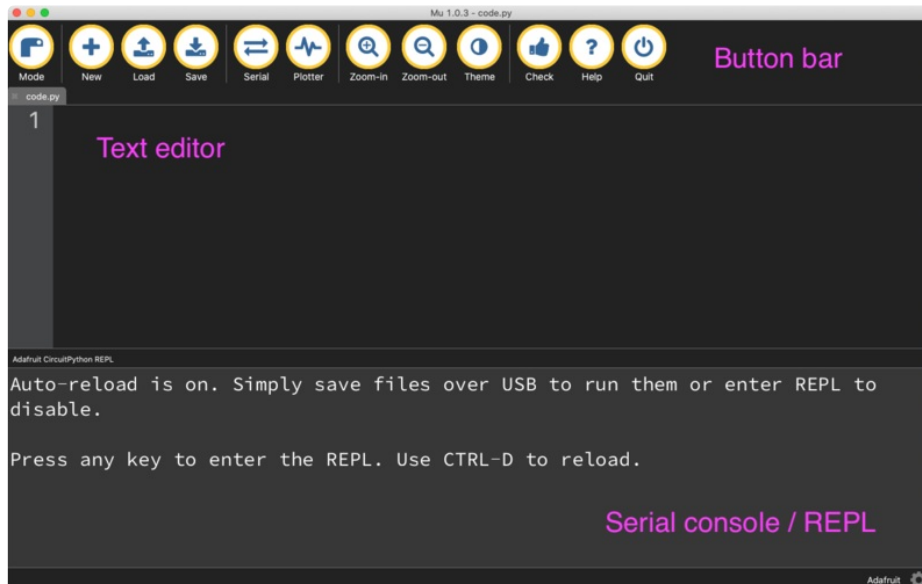 Mu 1.0.3 - code.py
Mode New Load Save Serial Plotter Zoom-in Zoom-out Theme Check Help Quit
Button bar
code.py
1
Text editor
Adafruit CircuitPython REPL
Auto-reload is on. Simply save files over USB to run them or enter REPL to
disable.
Press any key to enter the REPL. Use CTRL-D to reload.
Serial console / REPL
Adafruit